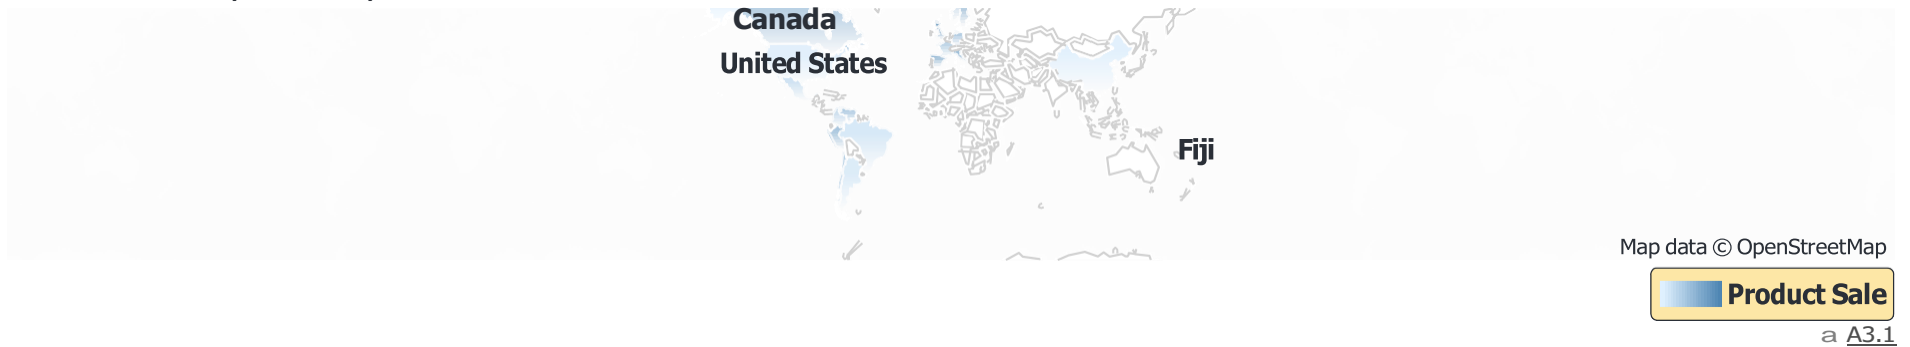 Canada
United States
Fiji
Map data © OpenStreetMap
Product Sale
a A3.1